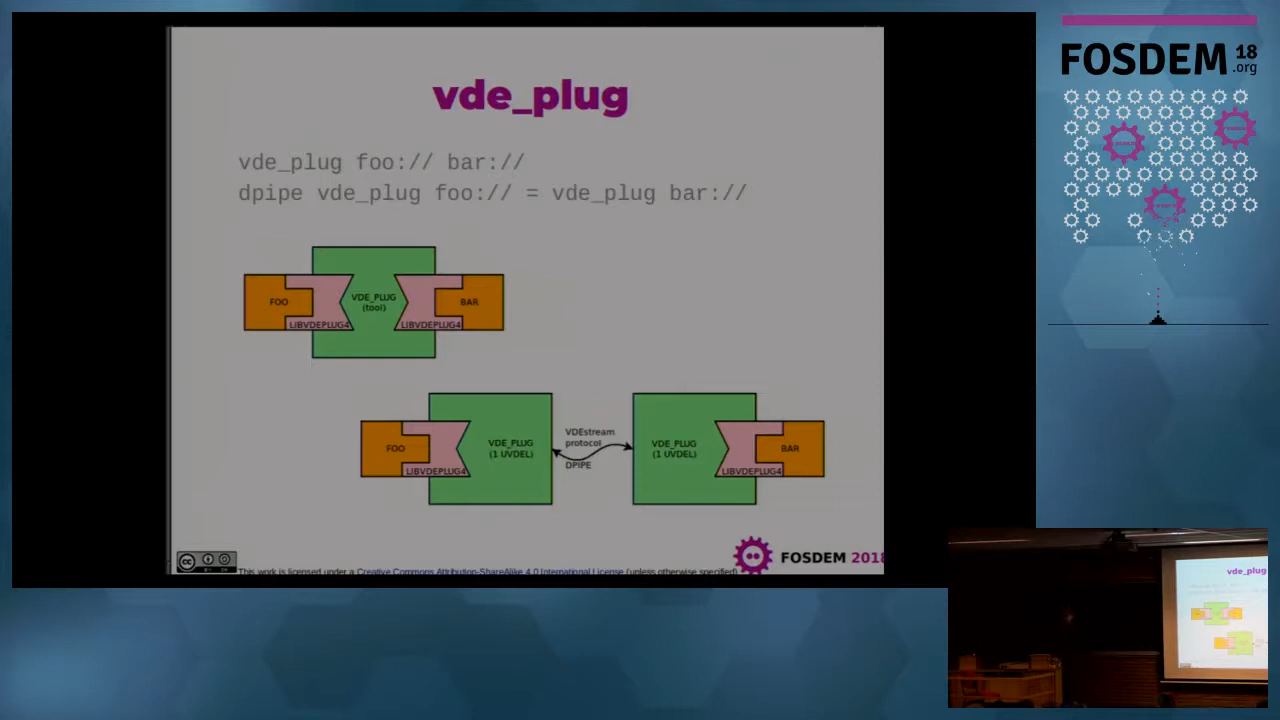 vde_plug
vde_plug foo:// bar://
dpipe vde_plug foo:// = vde_plug bar://
FOO
LIBVDEPLUG4
VDE_PLUG
(tool)
LIBVDEPLUG4
BAR
FOO
LIBVDEPLUG4
VDE_PLUG
(1 UVDEL)
VDEstream
protocol
DPIPE
VDE_PLUG
(1 UVDEL)
LIBVDEPLUG4
BAR
cc
This work is licensed under a Creative Commons Attribution-ShareAlike 4.0 International License (unless otherwise specified)
FOSDEM 2018
FOSDEM 18
.org
vde_plug